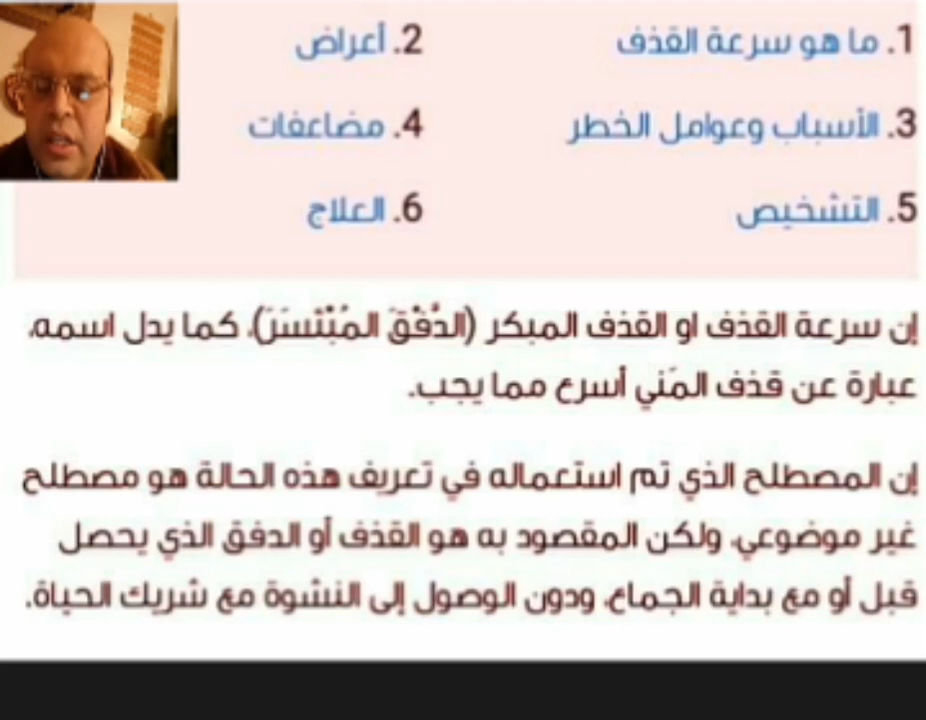 1. ما هو سرعة القذف
2. أعراض
3. الأسباب وعوامل الخطر
4. مضاعفات
5. التشخيص
6. العلاج
إن سرعة القذف او القذف المبكر (الدَّفْقَ المُبْتَسَرَ)، كما يدل اسمه،
عبارة عن قذف المَني أسرع مما يجب.
إن المصطلح الذي تم استعماله في تعريف هذه الحالة هو مصطلح
غير موضوعي، ولكن المقصود به هو القذف أو الدفق الذي يحصل
قبل أو مع بداية الجماع، ودون الوصول إلى النشوة مع شريك الحياة.